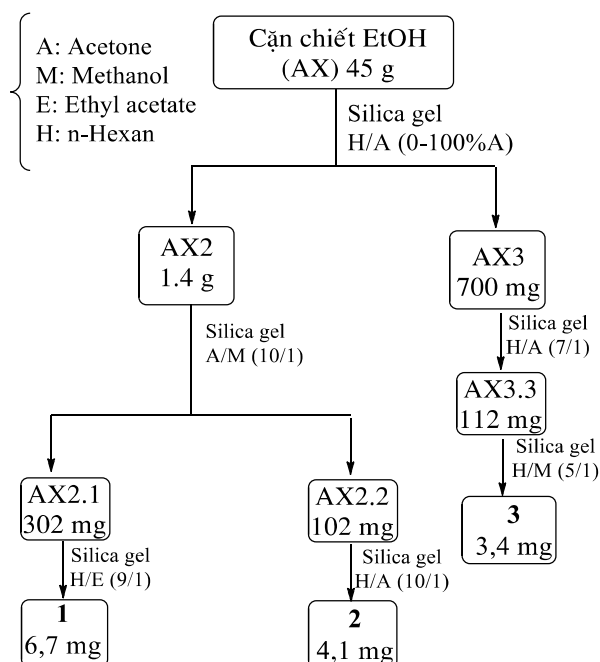 A: Acetone
M: Methanol
E: Ethyl acetate
H: n-Hexan
Cặn chiết EtOH
(AX) 45 g
Silica gel
H/A (0-100%A)
AX2
1.4 g
AX3
700 mg
Silica gel
A/M (10/1)
Silica gel
H/A (7/1)
AX3.3
112 mg
Silica gel
H/M (5/1)
AX2.1
302 mg
AX2.2
102 mg
3
3,4 mg
Silica gel
H/E (9/1)
Silica gel
H/A (10/1)
1
6,7 mg
2
4,1 mg